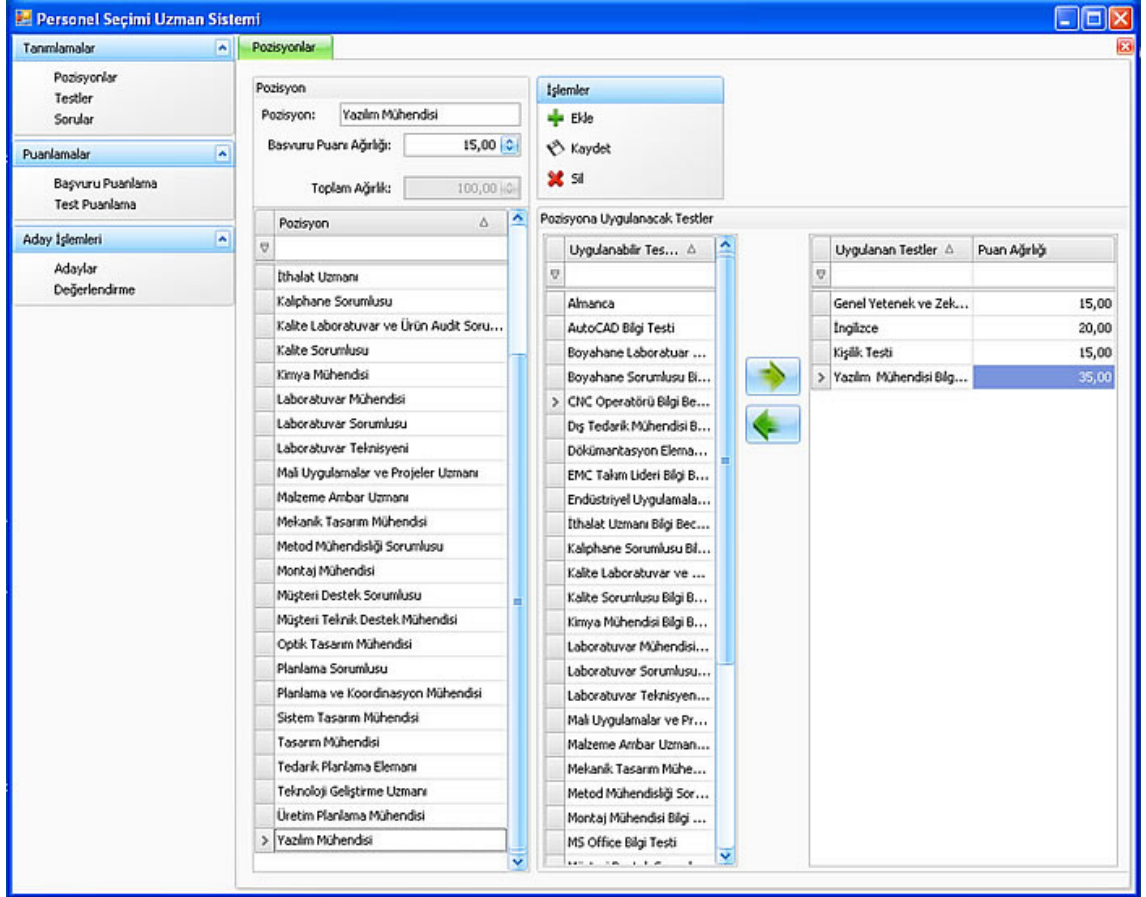 Personel Seçimi Uzman Sistemi
Tanımlamalar
Pozisyonlar
Testler
Sorular
Puanlamalar
Başvuru Puanlama
Test Puanlama
Aday İşlemleri
Adaylar
Değerlendirme
Pozisyonlar
Pozisyon
Pozisyon: Yazılım Mühendisi
Basvuru Puanı Ağırlığı: 15,00
Toplam Ağırlık: 100,00
İşlemler
Ekle
Kaydet
Sil
Pozisyon
İthalat Uzmanı
Kalıphane Sorumlusu
Kalite Laboratuvar ve Ürün Audit Soru...
Kalite Sorumlusu
Kimya Mühendisi
Laboratuvar Mühendisi
Laboratuvar Sorumlusu
Laboratuvar Teknisyeni
Mali Uygulamalar ve Projeler Uzmanı
Malzeme Ambar Uzmanı
Mekanik Tasarım Mühendisi
Metod Mühendisliği Sorumlusu
Montaj Mühendisi
Müşteri Destek Sorumlusu
Müşteri Teknik Destek Mühendisi
Optik Tasarım Mühendisi
Planlama Sorumlusu
Planlama ve Koordinasyon Mühendisi
Sistem Tasarım Mühendisi
Tasarım Mühendisi
Tedarik Planlama Elemanı
Teknoloji Geliştirme Uzmanı
Üretim Planlama Mühendisi
Yazılım Mühendisi
Pozisyona Uygulanacak Testler
Uygulanabilir Tes...
Almanca
AutoCAD Bilgi Testi
Boyahane Laboratuar ...
Boyahane Sorumlusu Bi...
CNC Operatörü Bilgi Be...
Dış Tedarik Mühendisi B...
Dökümantasyon Elema...
EMC Takım Lideri Bilgi B...
Endüstriyel Uygulamala...
İthalat Uzmanı Bilgi Bec...
Kalıphane Sorumlusu Bil...
Kalite Laboratuvar ve ...
Kalite Sorumlusu Bilgi B...
Kimya Mühendisi Bilgi B...
Laboratuvar Mühendisi...
Laboratuvar Sorumlusu...
Laboratuvar Teknisyen...
Mali Uygulamalar ve Pr...
Malzeme Ambar Uzman...
Mekanik Tasarım Mühe...
Metod Mühendisliği Sor...
Montaj Mühendisi Bilgi ...
MS Office Bilgi Testi
Uygulanan Testler Puan Ağırlığı
Genel Yetenek ve Zek... 15,00
İngilizce 20,00
Kişilik Testi 15,00
Yazılım Mühendisi Bilg... 35,00